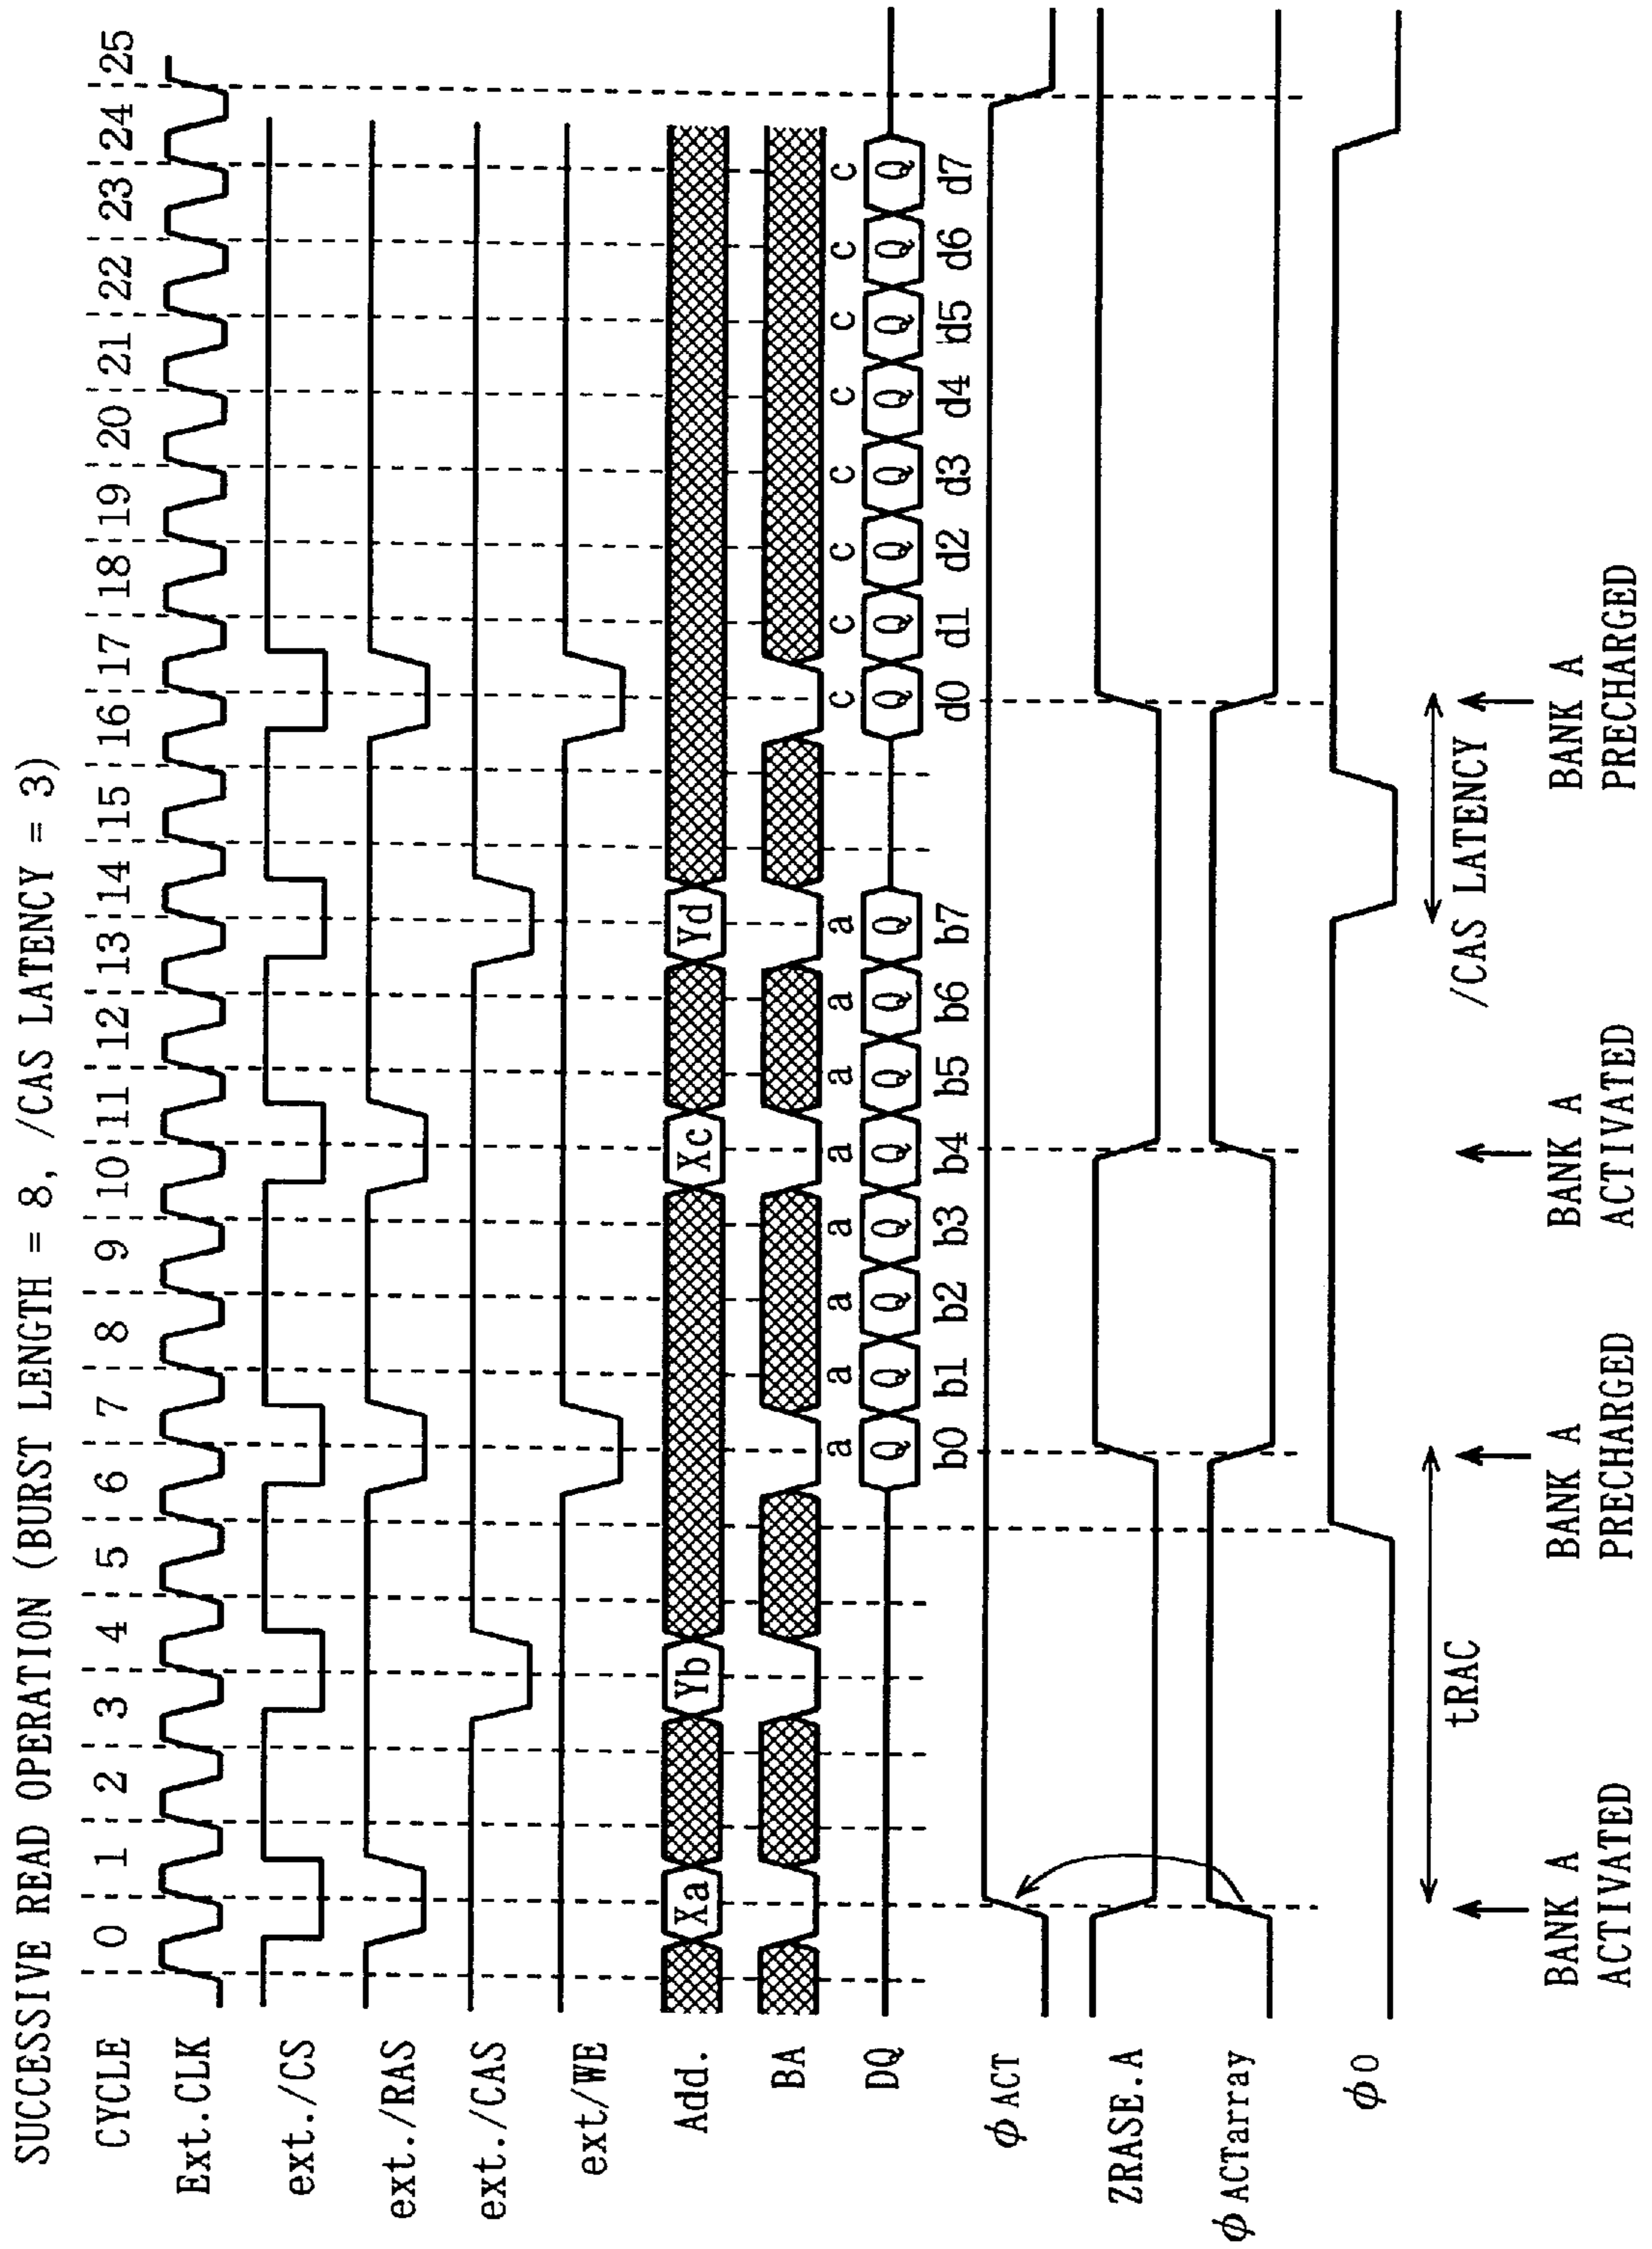 SUCCESSIVE READ OPERATION (BURST LENGTH = 8, /CAS LATENCY = 3)
CYCLE 0 1 2 3 4 5 6 7 8 9 10 11 12 13 14 15 16 17 18 19 20 21 22 23 24 25
Ext.CLK
ext./CS
ext./RAS
ext./CAS
ext/WE
Add. Xa Yb Xc Yd
BA
a a a a a a a a c c c c c c c c
DQ Q Q Q Q Q Q Q Q Q Q Q Q Q Q Q Q
b0 b1 b2 b3 b4 b5 b6 b7 d0 d1 d2 d3 d4 d5 d6 d7
φ ACT
ZRASE.A
φ ACTarray
φ O
tRAC /CAS LATENCY
BANK A BANK A BANK A BANK A
ACTIVATED PRECHARGED ACTIVATED PRECHARGED